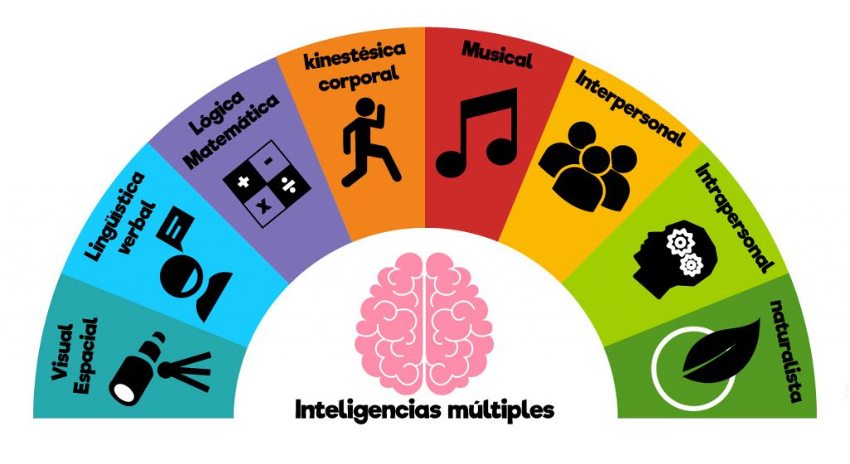 Visual
Espacial
Lingüística
verbal
Lógica
Matemática
kinestésica
corporal
Musical
Interpersonal
Intrapersonal
naturalista
Inteligencias múltiples